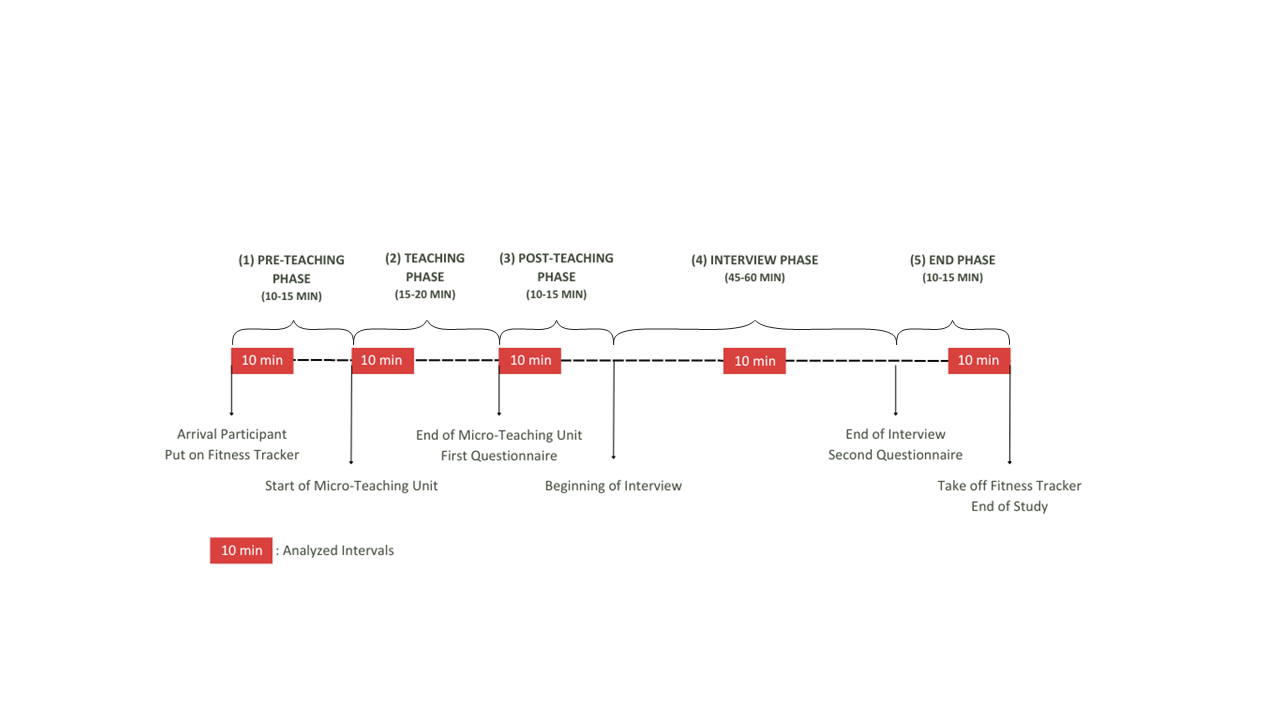 (1) PRE-TEACHING
PHASE
(10-15 MIN)
(2) TEACHING
PHASE
(15-20 MIN)
(3) POST-TEACHING
PHASE
(10-15 MIN)
(4) INTERVIEW PHASE
(45-60 MIN)
(5) END PHASE
(10-15 MIN)
10 min
10 min
10 min
10 min
10 min
Arrival Participant
Put on Fitness Tracker
Start of Micro-Teaching Unit
End of Micro-Teaching Unit
First Questionnaire
Beginning of Interview
End of Interview
Second Questionnaire
Take off Fitness Tracker
End of Study
10 min : Analyzed Intervals